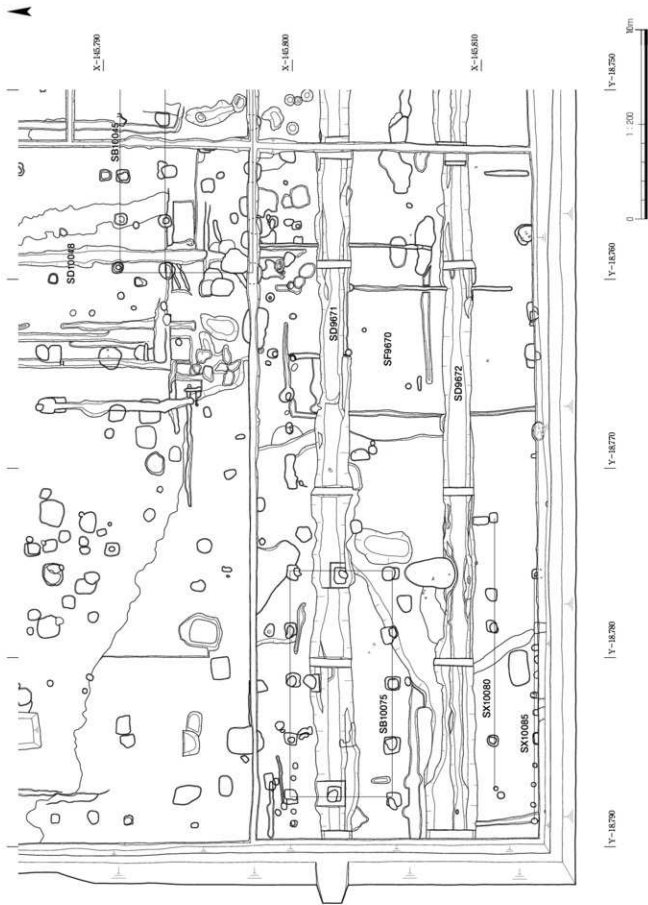 X-145,790
X-145,800
X-145,810
Y-18,750
Y-18,760
Y-18,770
Y-18,780
Y-18,790
SB10045
SD10048
SD9671
SF9670
SD9672
SB10075
SX10080
SX10085
0
1:200
10m